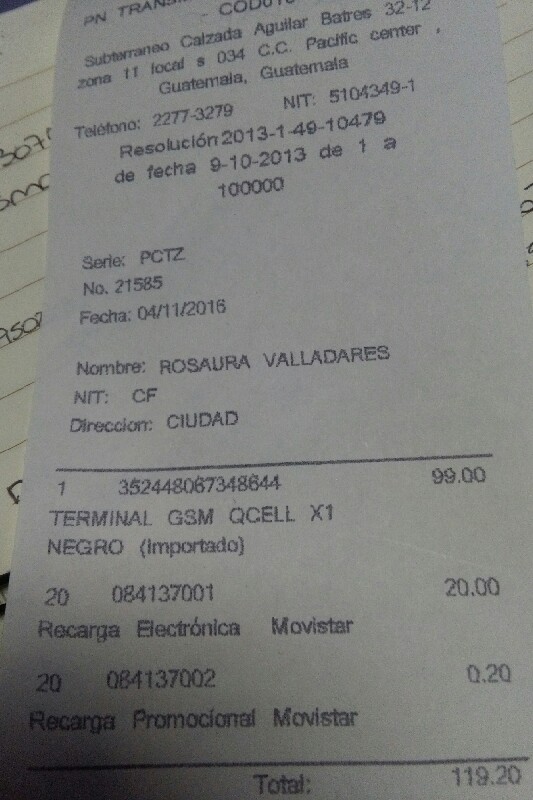 PN
Subterraneo Calzada Aguilar Batres 32-12
zona 11 local s 034 C.C. Pacific center ,
Guatemala, Guatemala
Teléfono: 2277-3279 NIT: 5104349-1
Resolución 2013-1-49-10479
de fecha 9-10-2013 de 1 a
100000
Serie: PCTZ
No. 21585
Fecha: 04/11/2016
Nombre: ROSAURA VALLADARES
NIT: CF
Direccion: CIUDAD
1 352448067348644 99.00
TERMINAL GSM QCELL X1
NEGRO (Importado)
20 084137001 20.00
Recarga Electrónica Movistar
20 084137002 0.20
Recarga Promocional Movistar
Total: 119.20